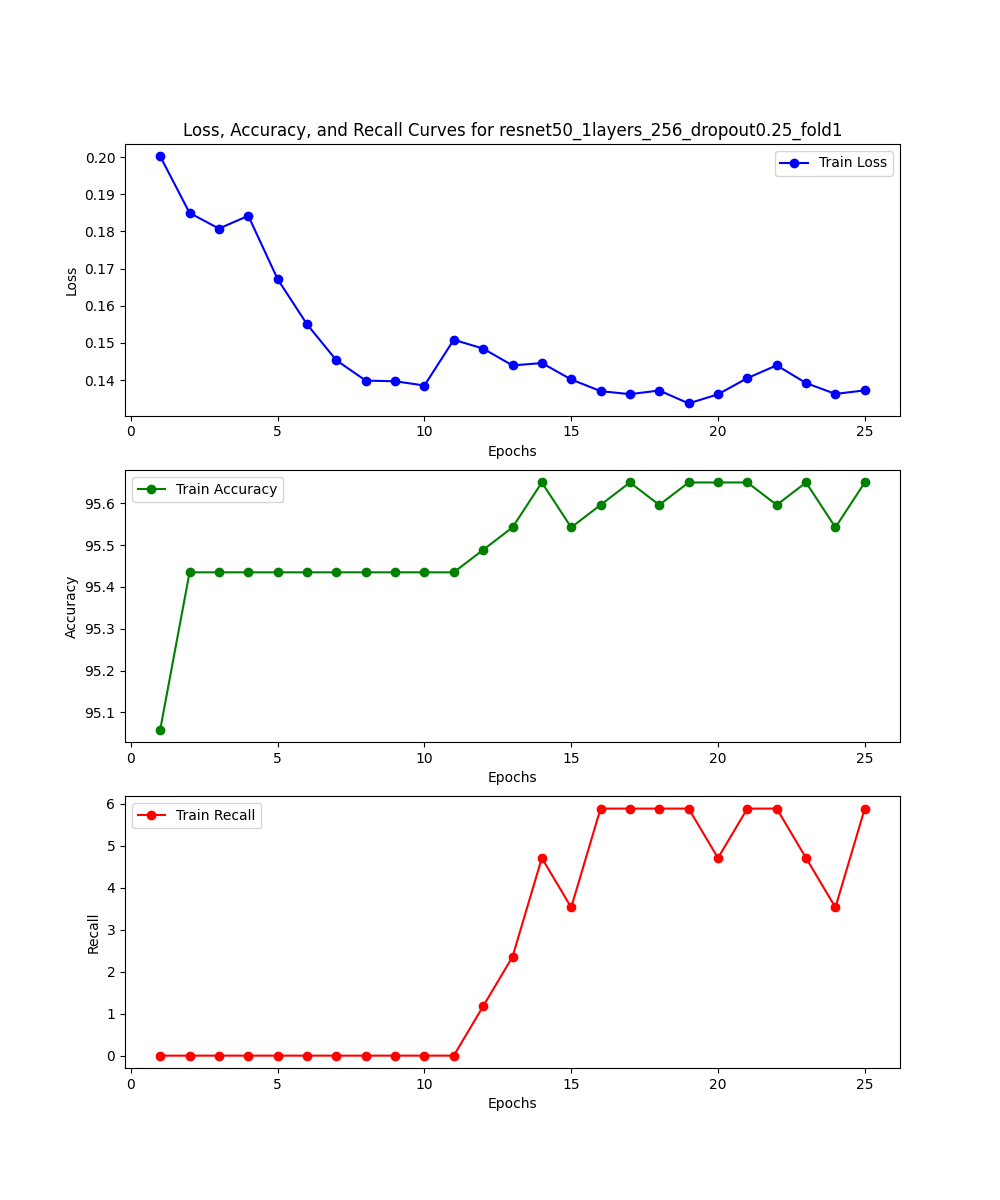 Loss, Accuracy, and Recall Curves for resnet50_1layers_256_dropout0.25_fold1
Train Loss
0.20
0.19
0.18
0.17
0.16
0.15
0.14
Loss
0 5 10 15 20 25
Epochs
Train Accuracy
95.6
95.5
95.4
95.3
95.2
95.1
Accuracy
0 5 10 15 20 25
Epochs
Train Recall
6
5
4
3
2
1
0
Recall
0 5 10 15 20 25
Epochs